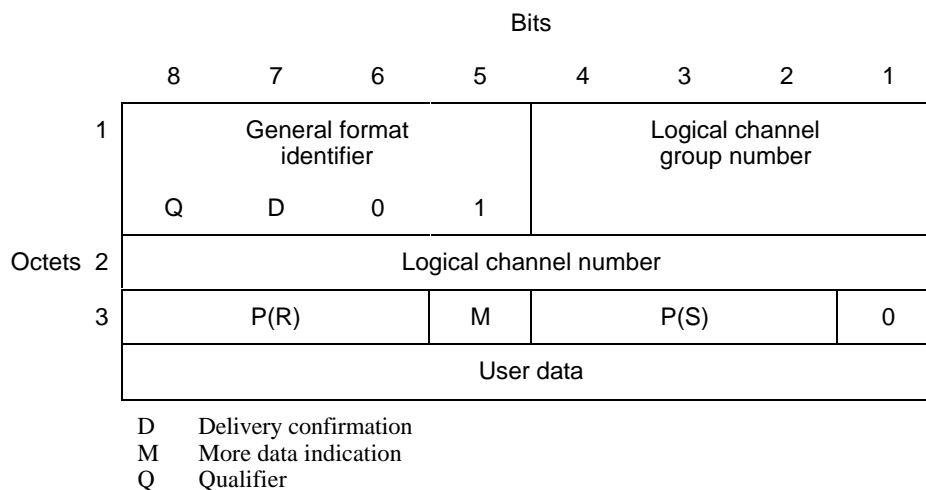 Bits
8 7 6 5 4 3 2 1
1 General format Logical channel
identifier group number
Q D 0 1
Octets 2 Logical channel number
3 P(R) M P(S) 0
User data
D Delivery confirmation
M More data indication
Q Qualifier